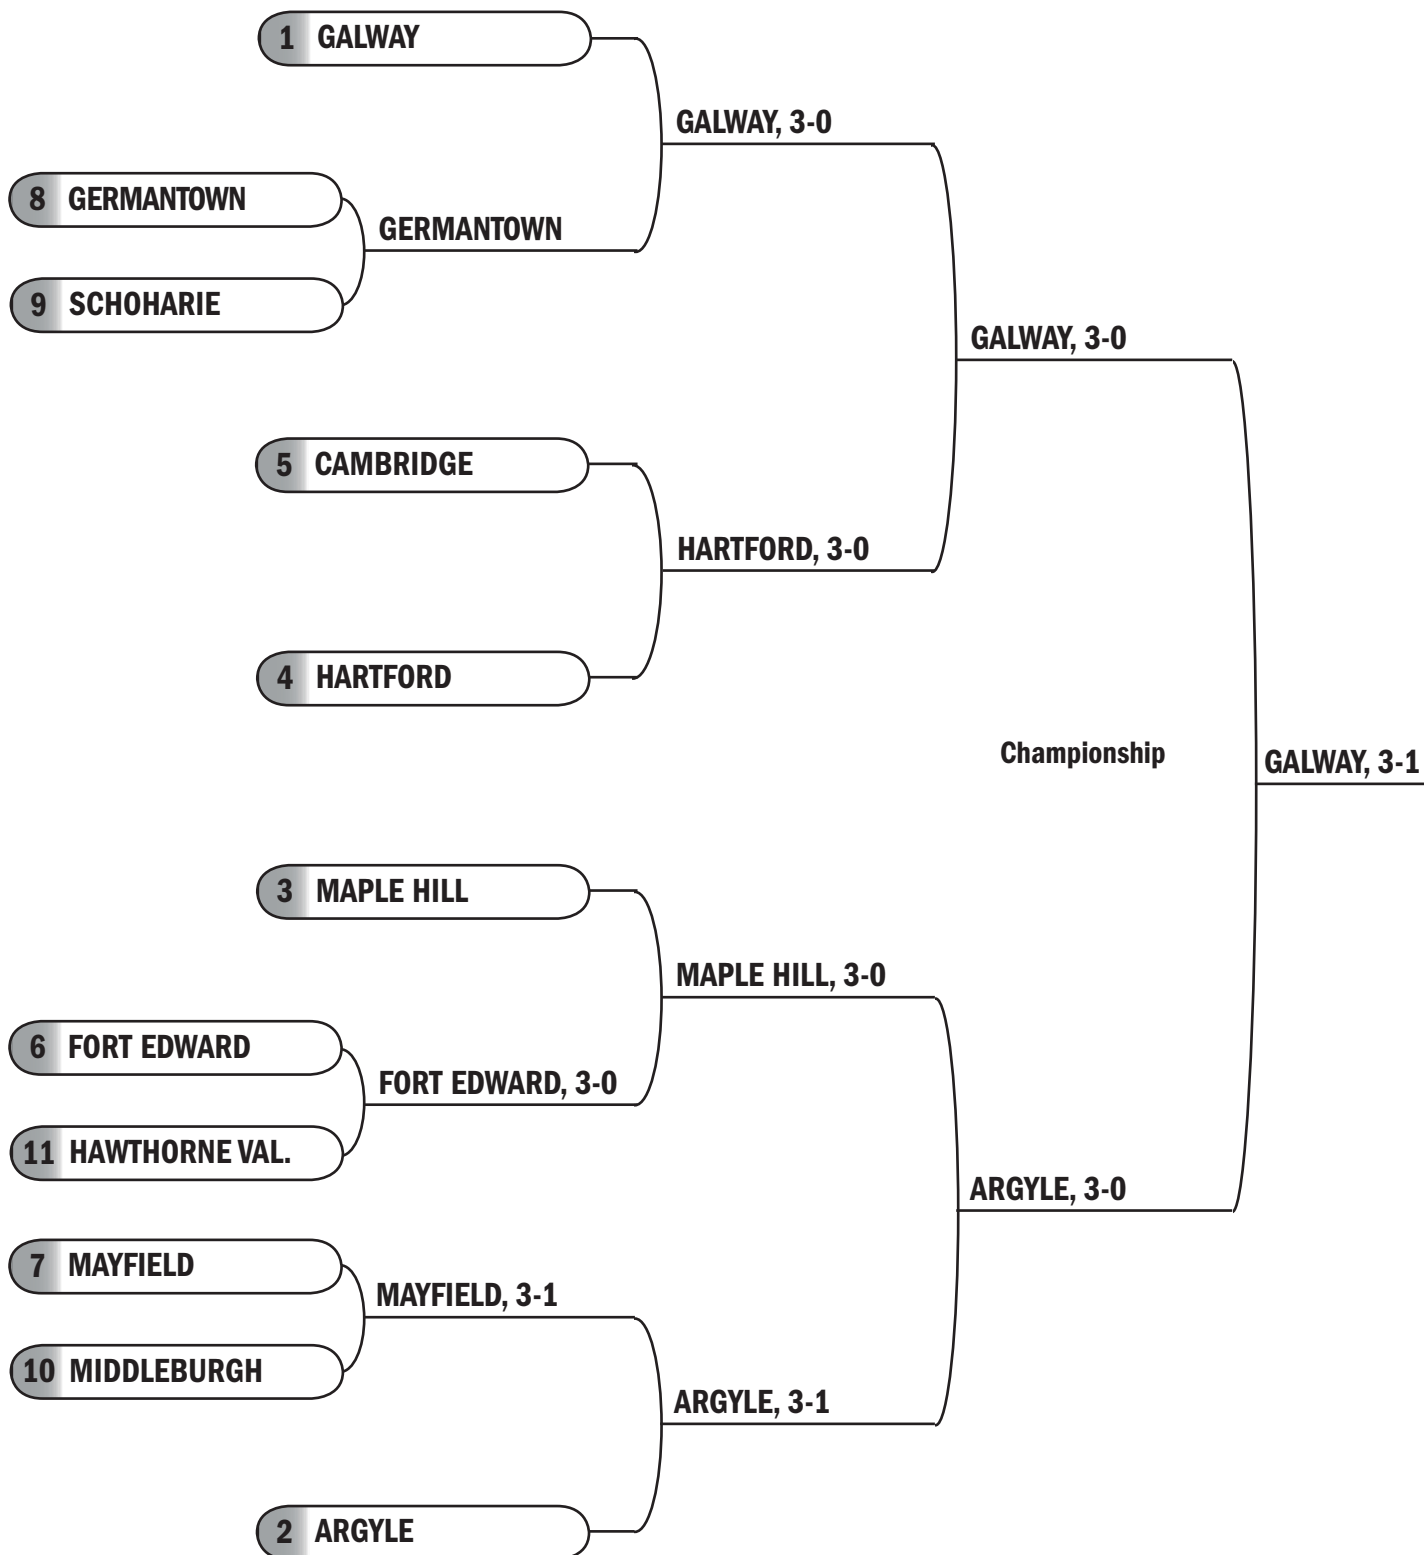 1 GALWAY
GALWAY, 3-0
8 GERMANTOWN
GERMANTOWN
9 SCHOHARIE
GALWAY, 3-0
5 CAMBRIDGE
HARTFORD, 3-0
4 HARTFORD
Championship
GALWAY, 3-1
3 MAPLE HILL
MAPLE HILL, 3-0
6 FORT EDWARD
FORT EDWARD, 3-0
11 HAWTHORNE VAL.
ARGYLE, 3-0
7 MAYFIELD
MAYFIELD, 3-1
10 MIDDLEBURGH
ARGYLE, 3-1
2 ARGYLE